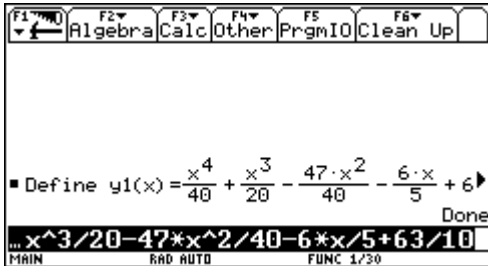 F1 F2 Algebra F3 Calc F4 Other F5 PrgmIO F6 Clean Up
▪ Define y1(x) = x^4/40 + x^3/20 - 47·x^2/40 - 6·x/5 + 6▶
Done
…x^3/20-47*x^2/40-6*x/5+63/10
MAIN RAD AUTO FUNC 1/30